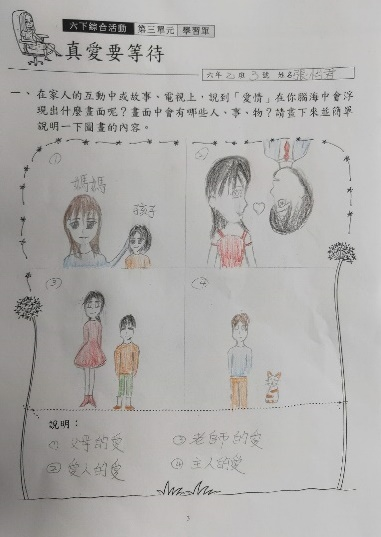 六下綜合活動 第三單元 學習單
真愛要等待
六年乙班3號 姓名
一、在家人的互動中或故事、電視上，說到「愛情」在你腦海中會浮
現出什麼畫面呢？畫面中會有哪些人、事、物？請畫下來並簡單
說明一下圖畫的內容。
① ②
媽媽
孩子
③ ④
說明：
① 父母的愛 ③ 老師的愛
② 愛人的愛 ④ 主人的愛
3